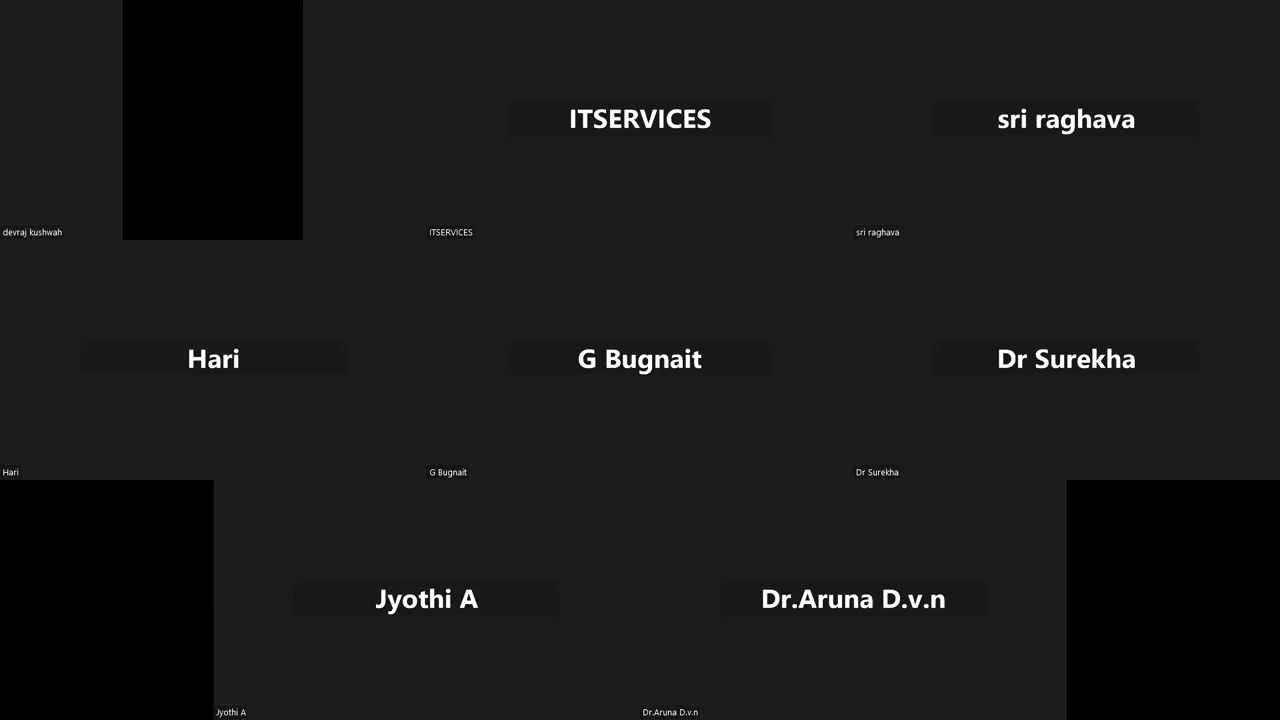 ITSERVICES
sri raghava
devraj kushwah
ITSERVICES
sri raghava
Hari
G Bugnait
Dr Surekha
Hari
G Bugnait
Dr Surekha
Jyothi A
Dr.Aruna D.v.n
Jyothi A
Dr.Aruna D.v.n